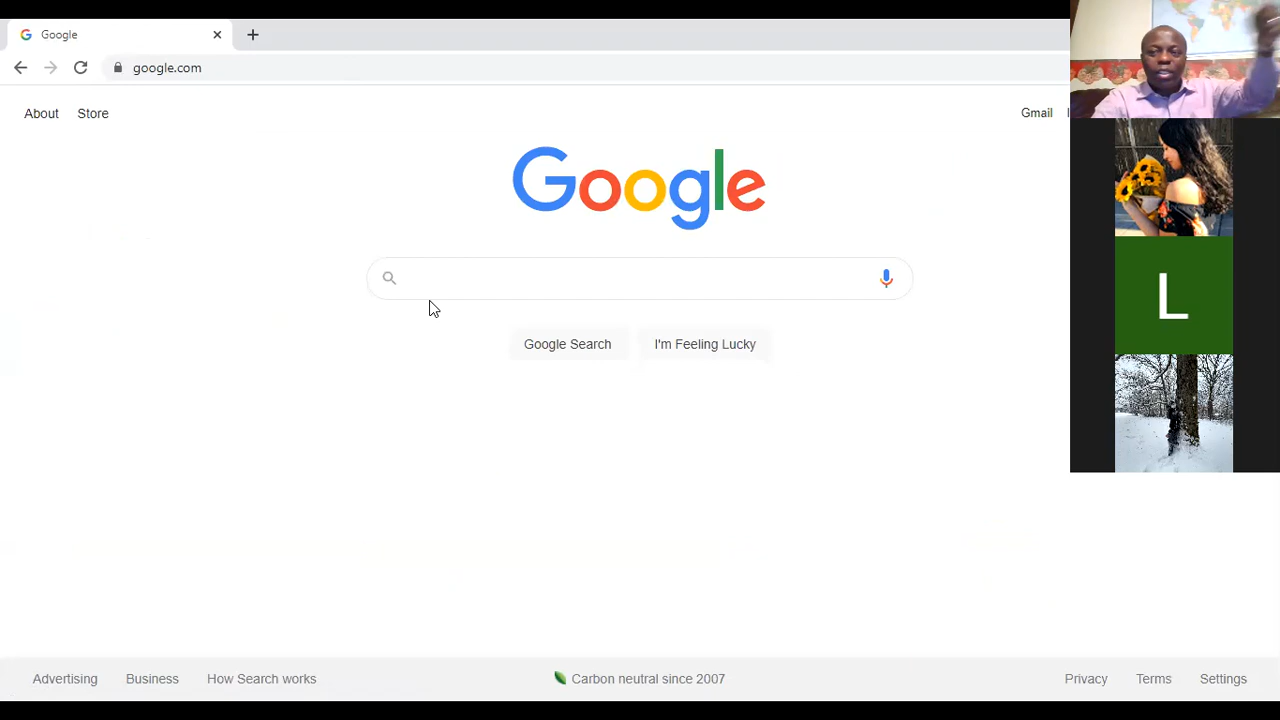 Google
google.com
About Store
Gmail
Google
Google Search I'm Feeling Lucky
L
Advertising Business How Search works
Carbon neutral since 2007
Privacy Terms Settings